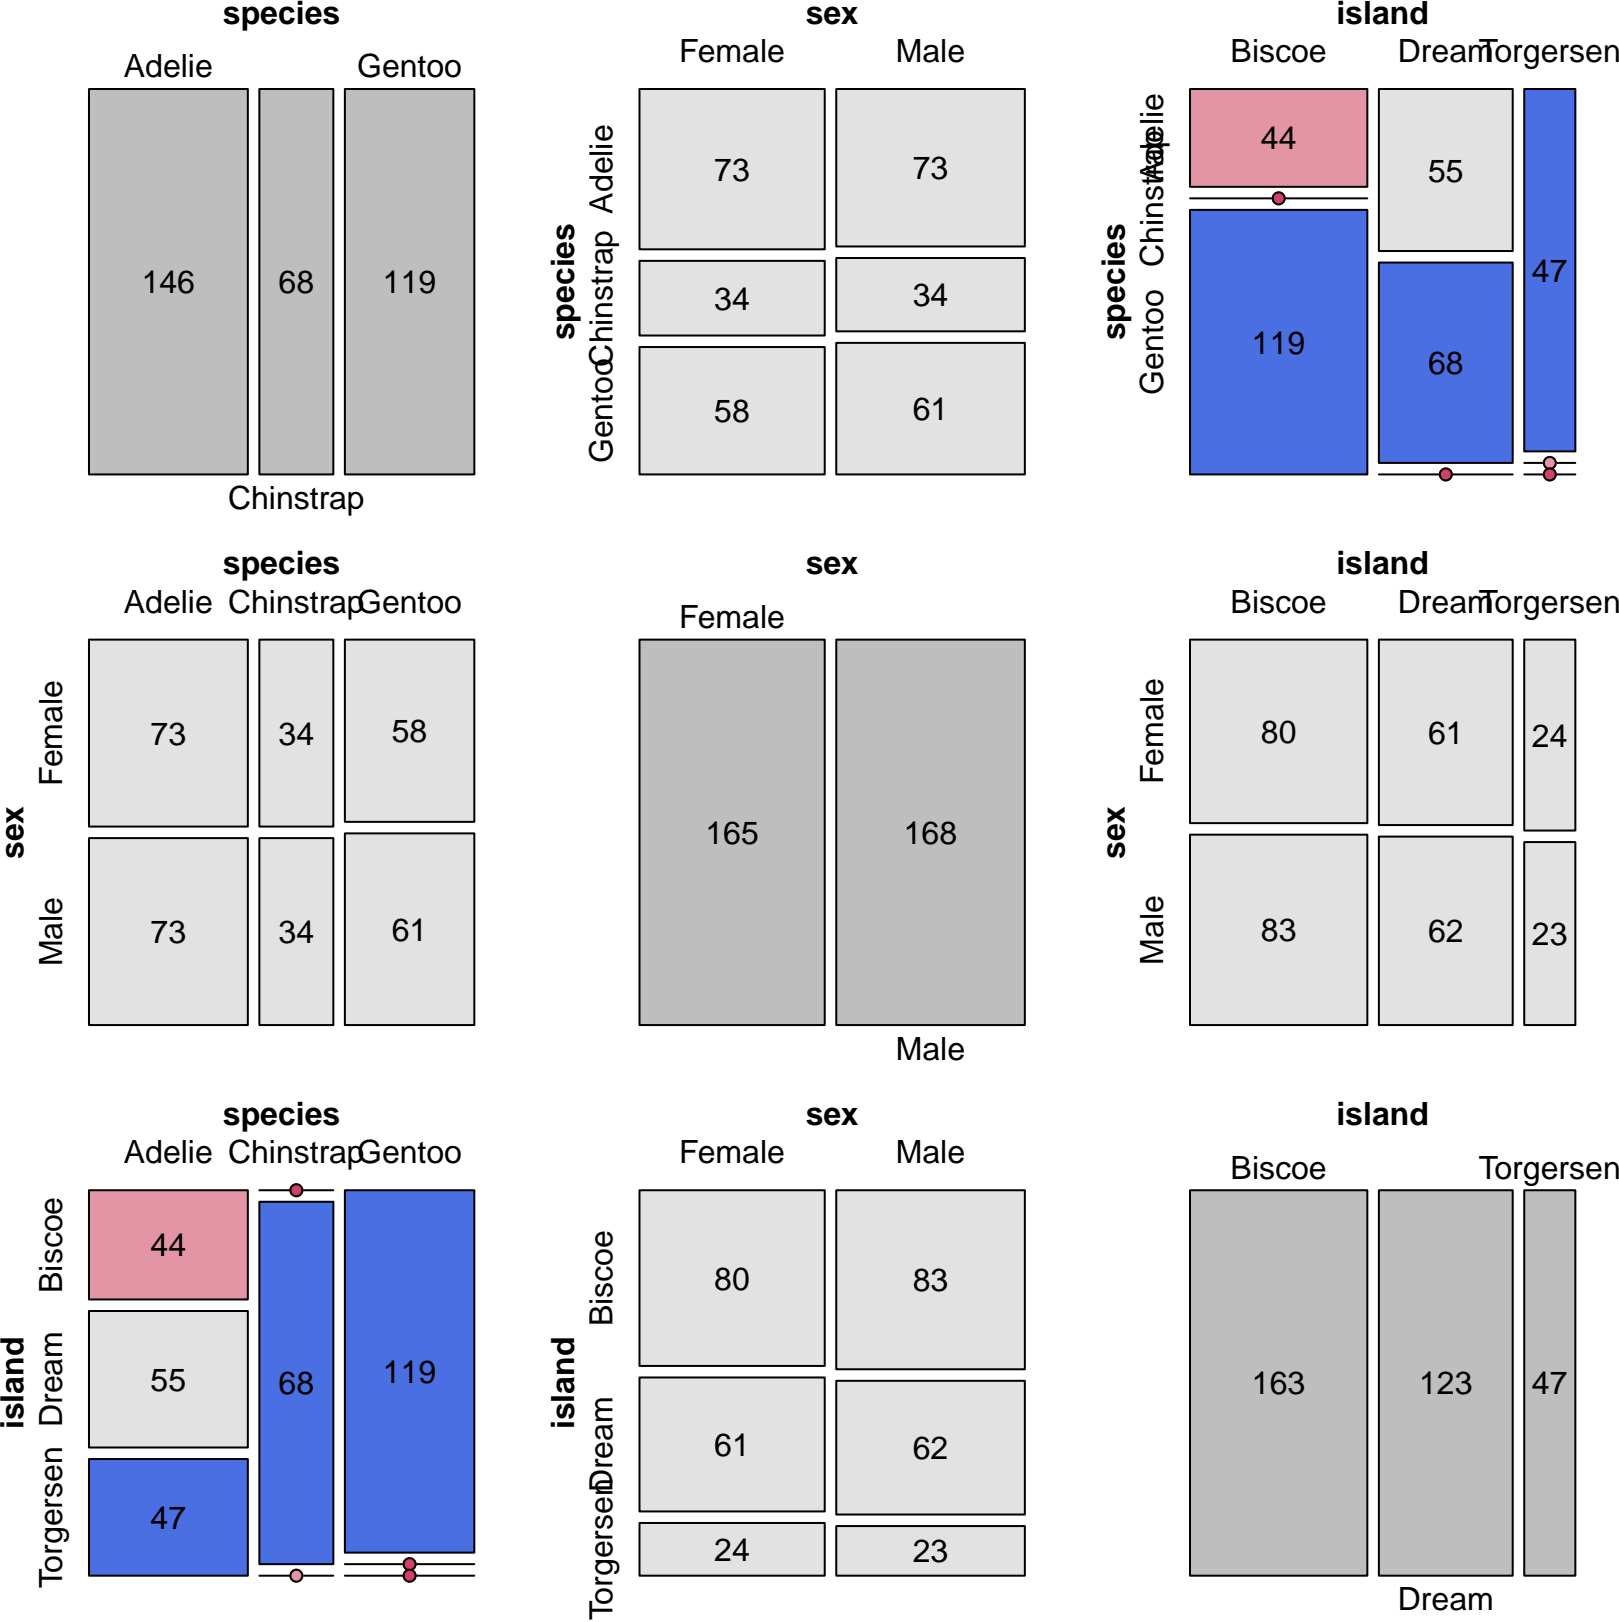 species
Adelie Gentoo
146 68 119
Chinstrap
sex
Female Male
species
Adelie
Chinstrap
Gentoo
73 73
34 34
58 61
island
Biscoe Dream Torgersen
species
Adelie
Chinstrap
Gentoo
44 55 47
119 68
species
Adelie Chinstrap Gentoo
sex
Female
Male
73 34 58
73 34 61
sex
Female
165 168
Male
island
Biscoe Dream Torgersen
sex
Female
Male
80 61 24
83 62 23
species
Adelie Chinstrap Gentoo
island
Biscoe
Dream
Torgersen
44
55 68 119
47
sex
Female Male
island
Biscoe
Dream
Torgersen
80 83
61 62
24 23
island
Biscoe Torgersen
163 123 47
Dream